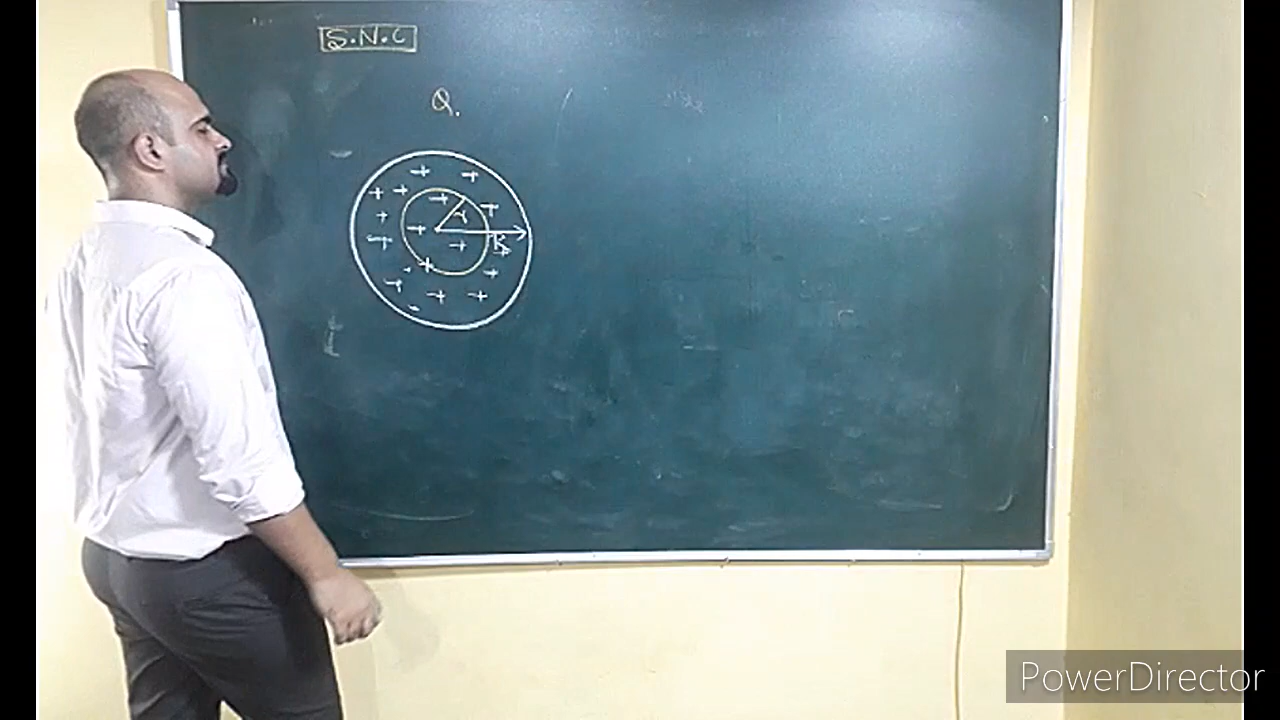 S.N.C
Q.
+ +
+ + + +
r
+ + +
+ + R +
+ + +
+ + +
PowerDirector